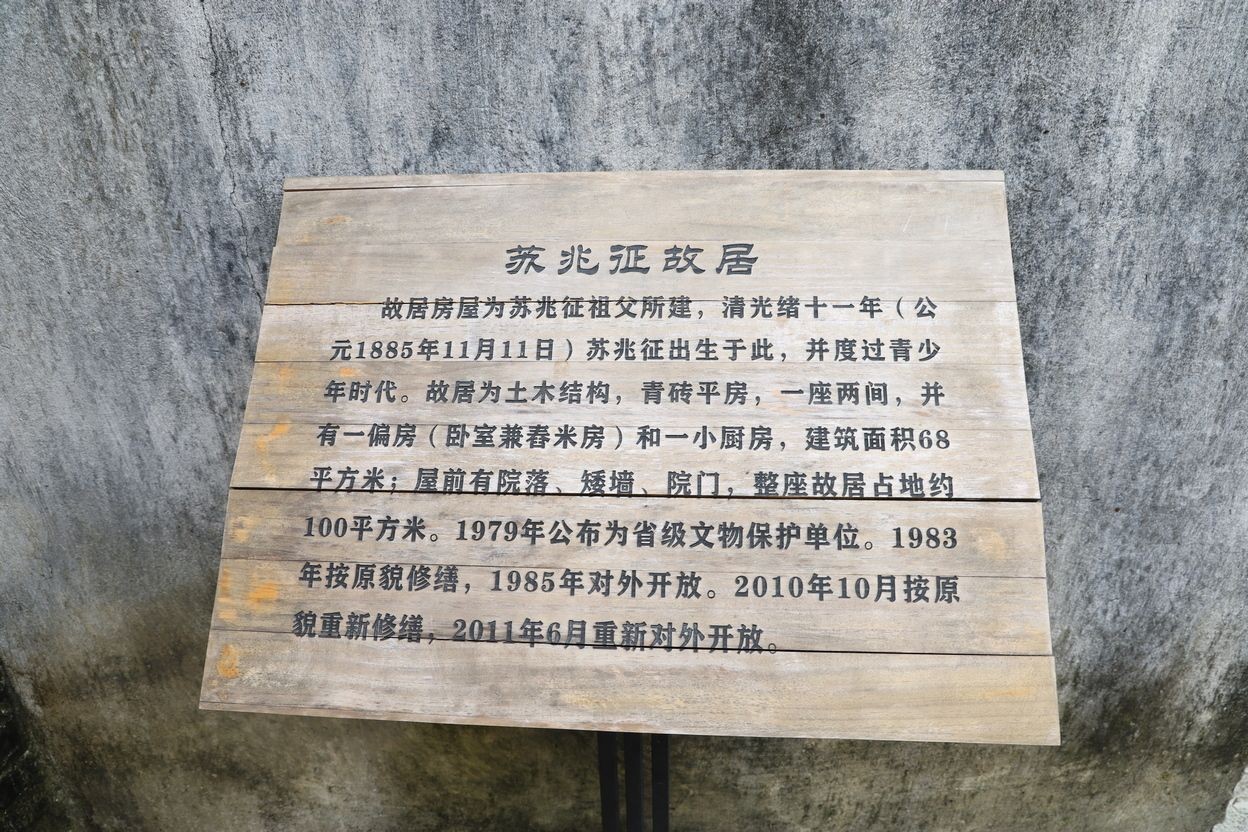 苏兆征故居
故居房屋为苏兆征祖父所建，清光绪十一年（公
元1885年11月11日）苏兆征出生于此，并度过青少
年时代。故居为土木结构，青砖平房，一座两间，并
有一偏房（卧室兼舂米房）和一小厨房，建筑面积68
平方米；屋前有院落、矮墙、院门，整座故居占地约
100平方米。1979年公布为省级文物保护单位。1983
年按原貌修缮，1985年对外开放。2010年10月按原
貌重新修缮，2011年6月重新对外开放。